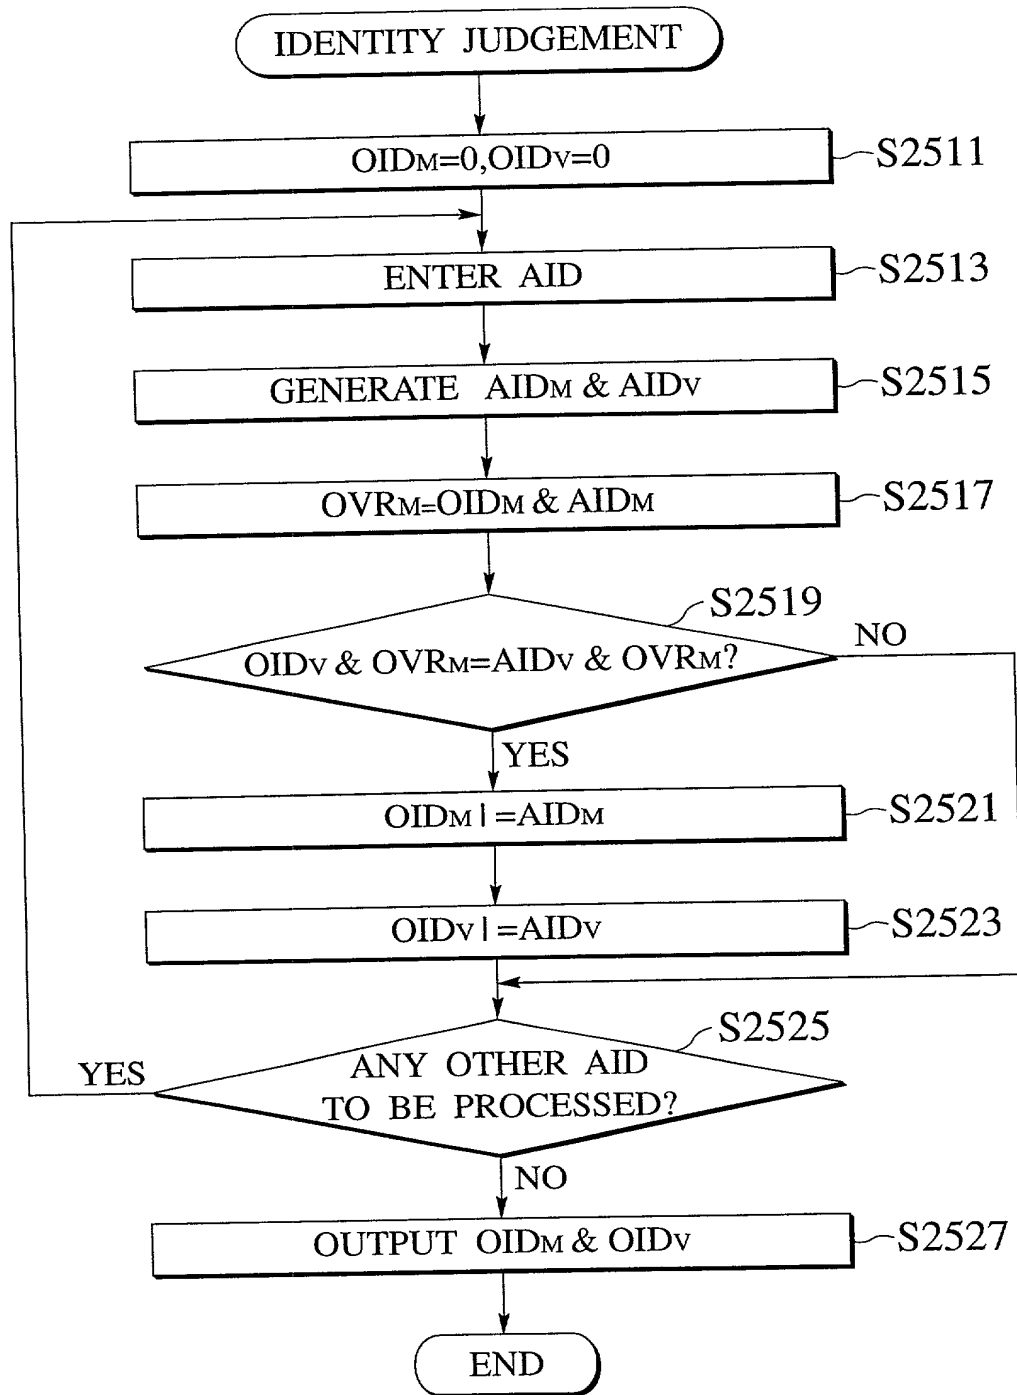 IDENTITY JUDGEMENT
OIDM=0,OIDV=0
S2511
ENTER AID
S2513
GENERATE AIDM & AIDV
S2515
OVRM=OIDM & AIDM
S2517
S2519
OIDV & OVRM=AIDV & OVRM?
NO
YES
OIDM|=AIDM
S2521
OIDV|=AIDV
S2523
S2525
YES
ANY OTHER AID
TO BE PROCESSED?
NO
OUTPUT OIDM & OIDV
S2527
END